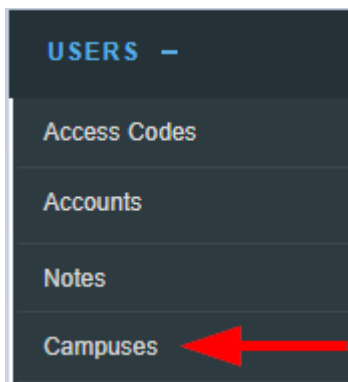 USERS –
Access Codes
Accounts
Notes
Campuses